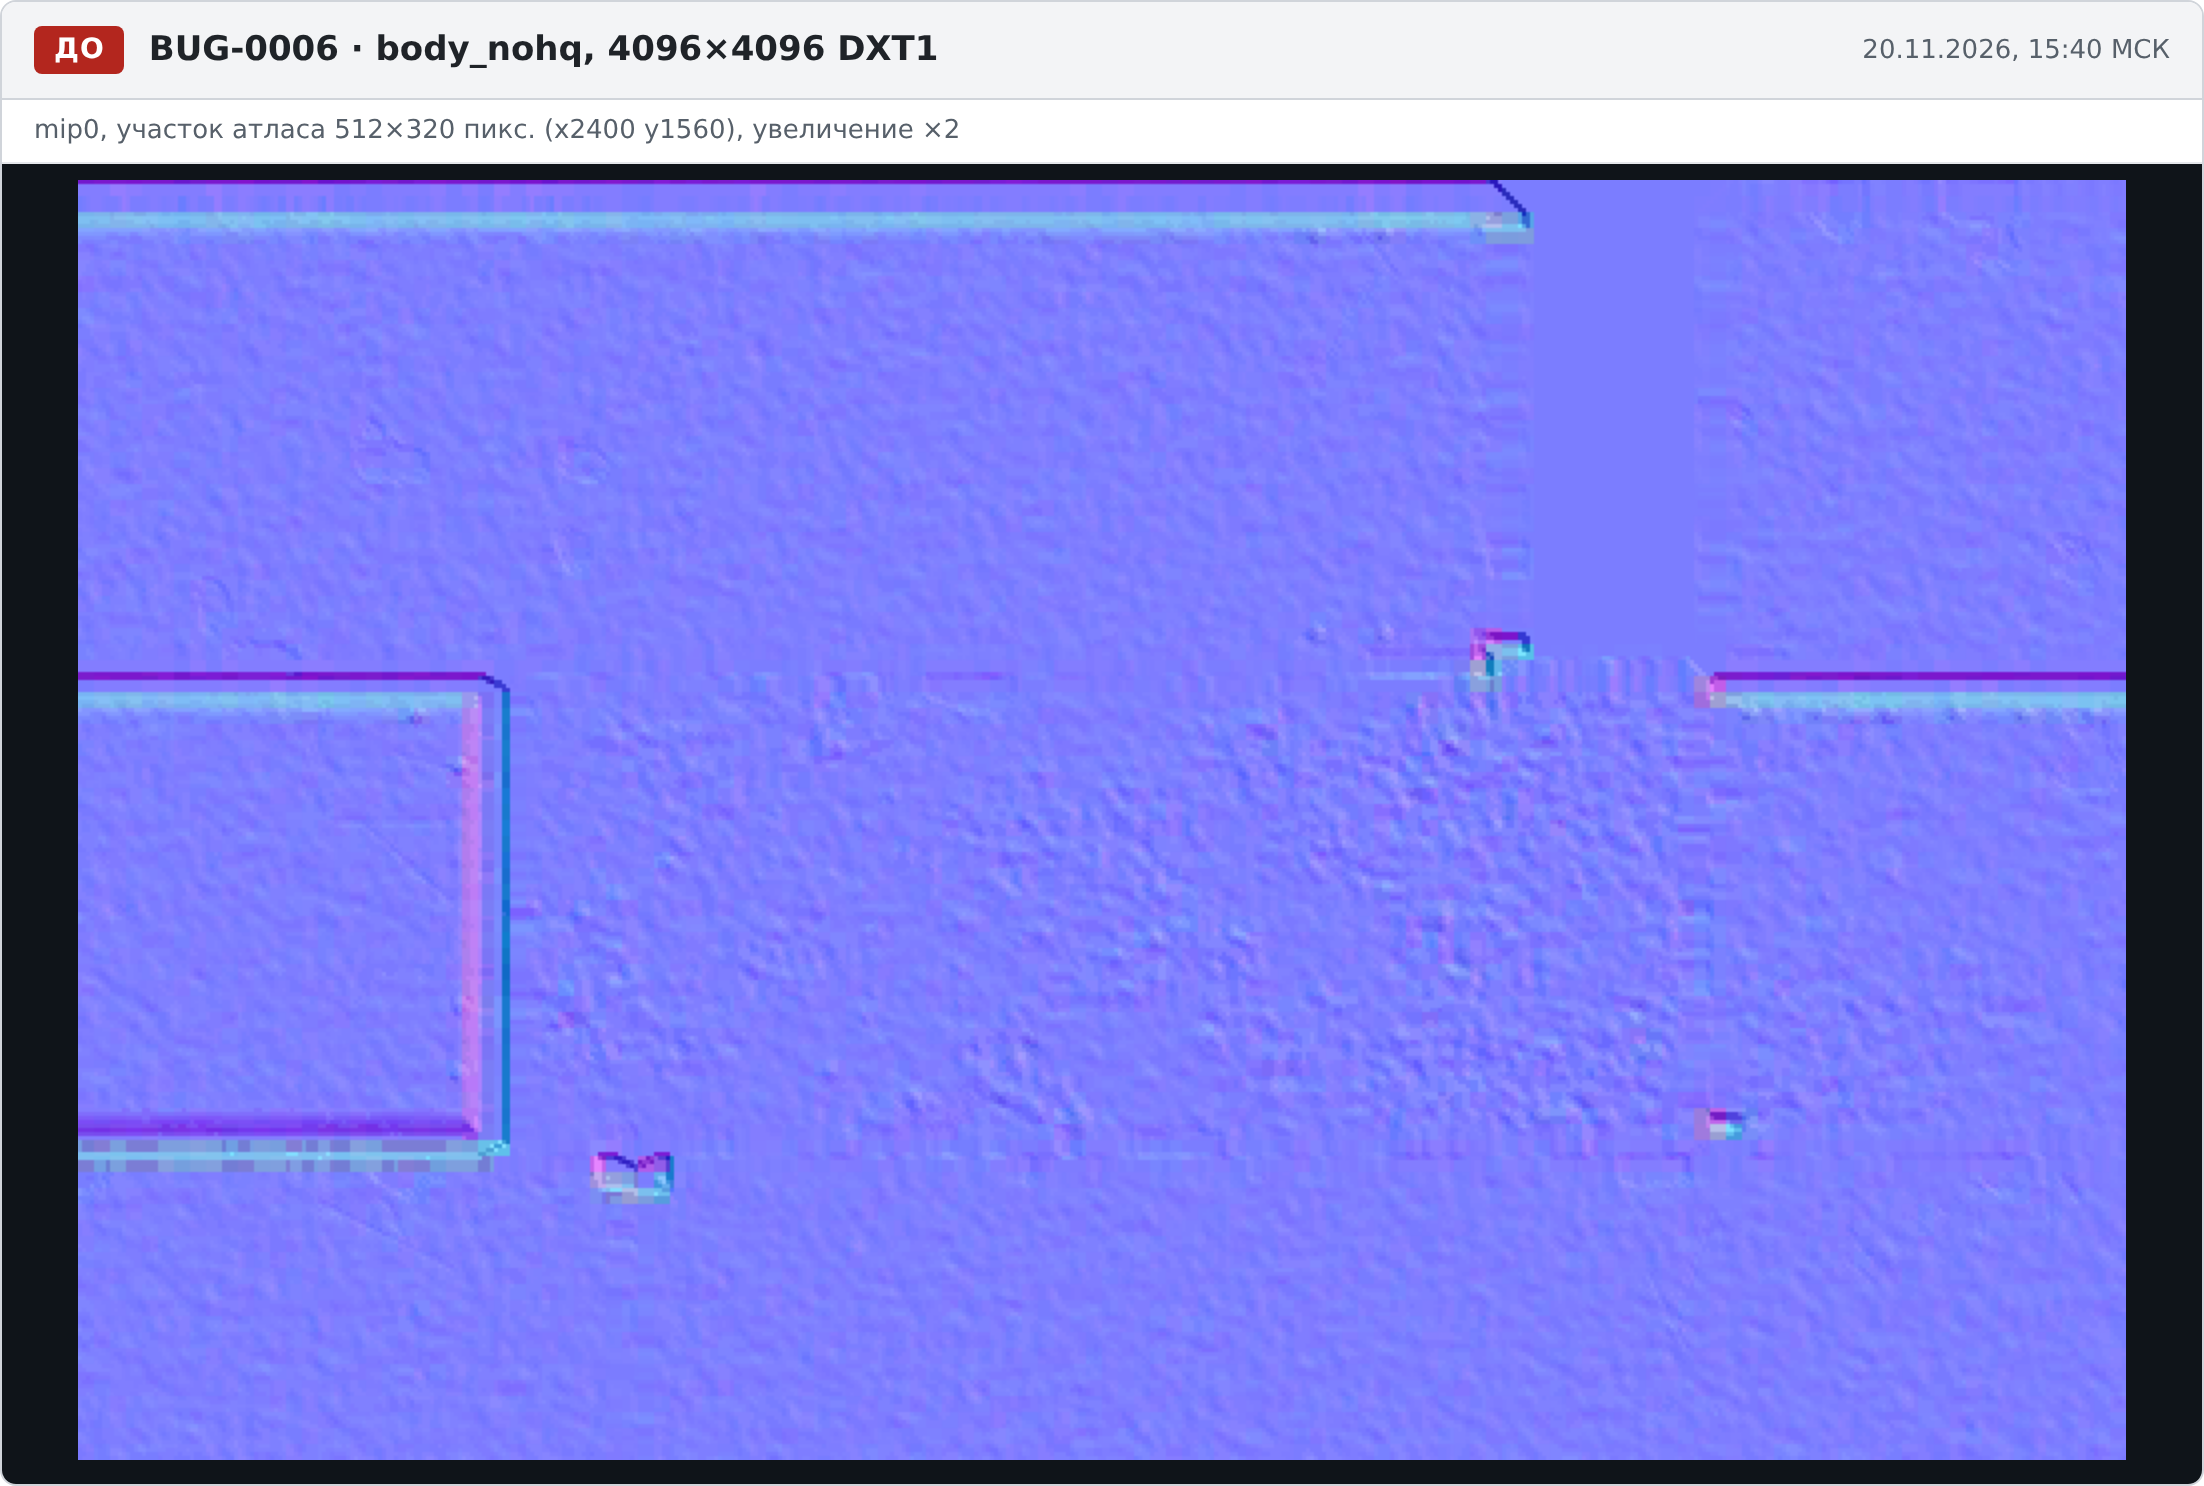 ДО BUG-0006 · body_nohq, 4096×4096 DXT1 20.11.2026, 15:40 МСК
mip0, участок атласа 512×320 пикс. (x2400 y1560), увеличение ×2